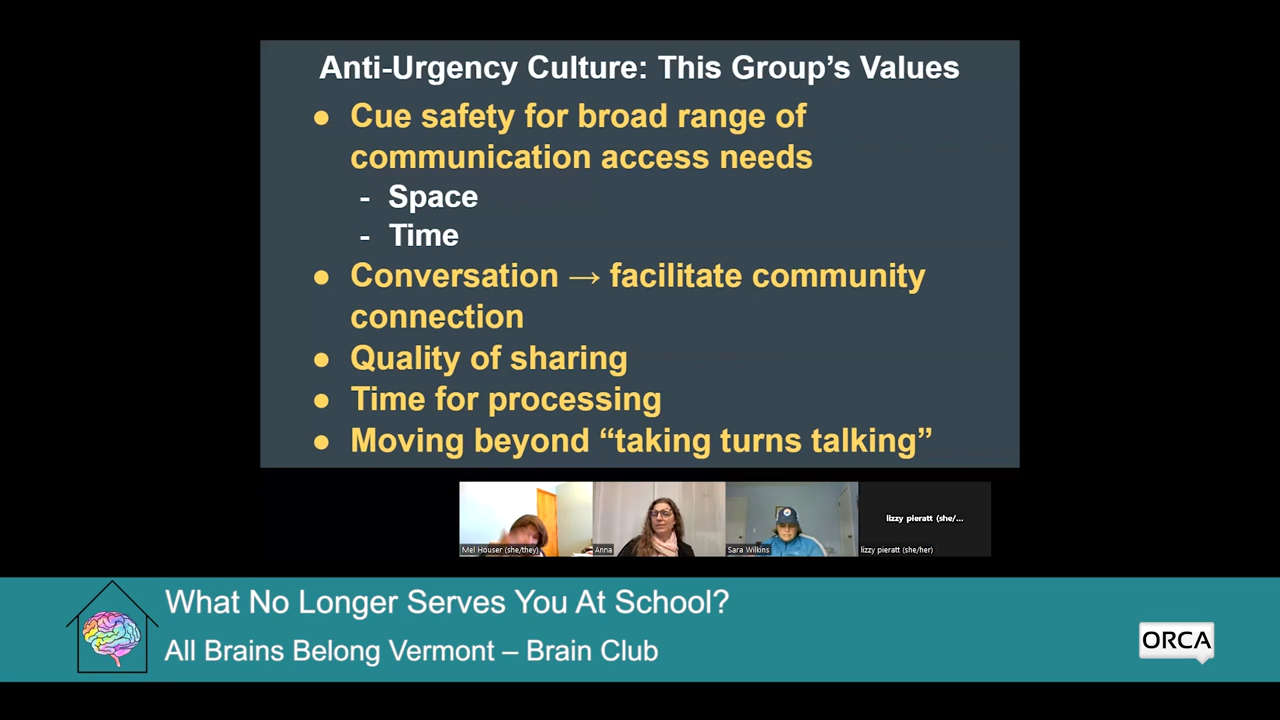 Anti-Urgency Culture: This Group’s Values
● Cue safety for broad range of
communication access needs
- Space
- Time
● Conversation → facilitate community
connection
● Quality of sharing
● Time for processing
● Moving beyond “taking turns talking”
lizzy pieratt (she/...
Mel Houser (she/they)
Anna
Sara Wilkins
lizzy pieratt (she/her)
What No Longer Serves You At School?
All Brains Belong Vermont – Brain Club
ORCA